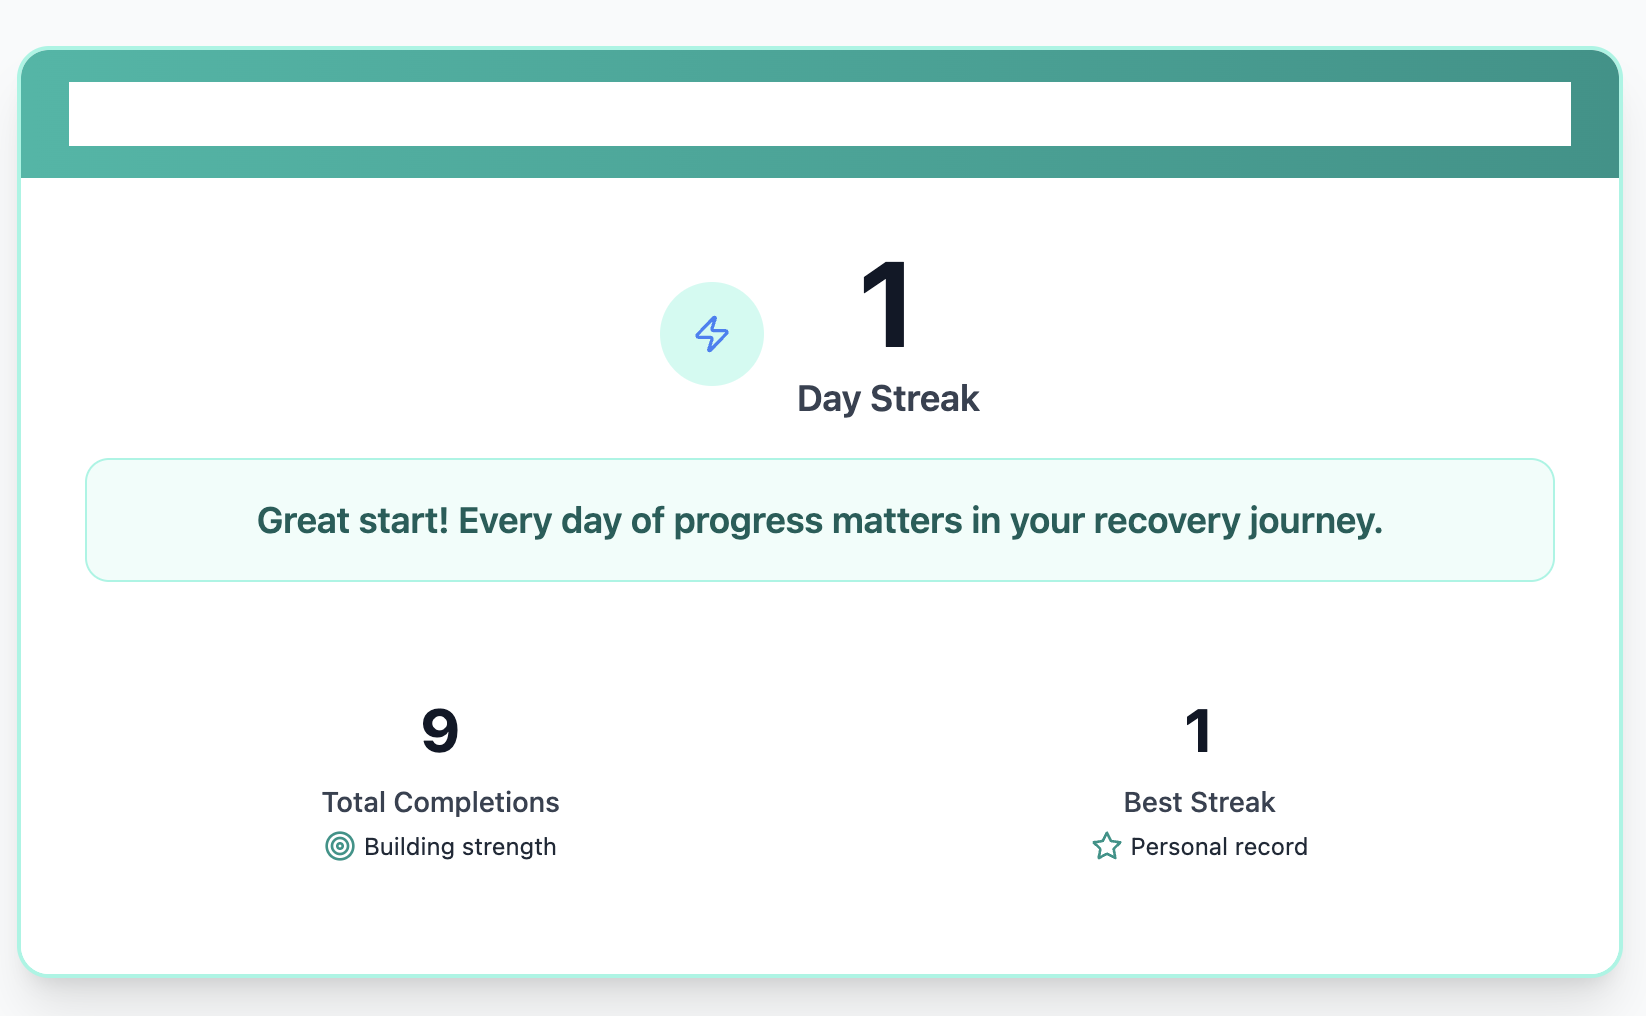 1
Day Streak
Great start! Every day of progress matters in your recovery journey.
9
Total Completions
Building strength
1
Best Streak
Personal record